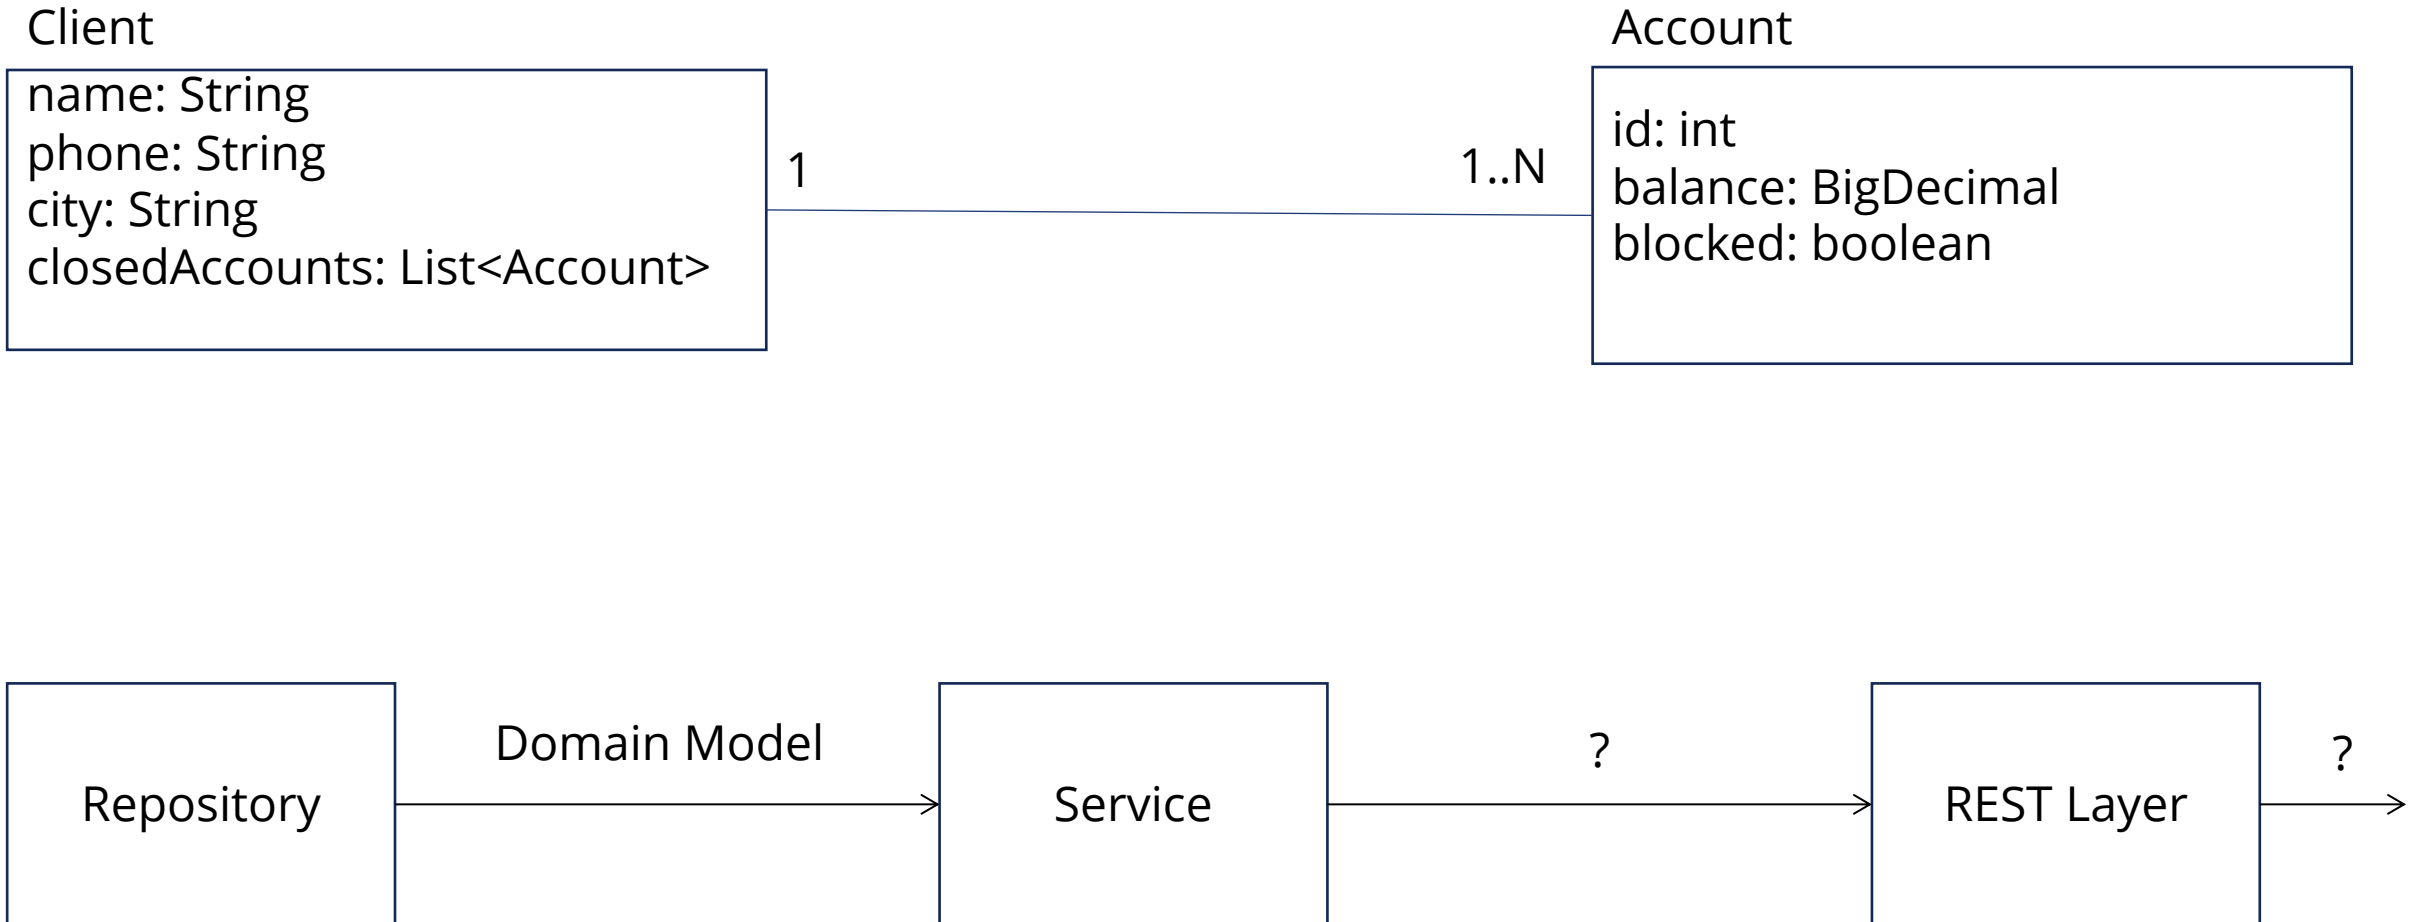 Client
name: String
phone: String
city: String
closedAccounts: List<Account>
1
1..N
Account
id: int
balance: BigDecimal
blocked: boolean
Repository
Domain Model
Service
?
REST Layer
?